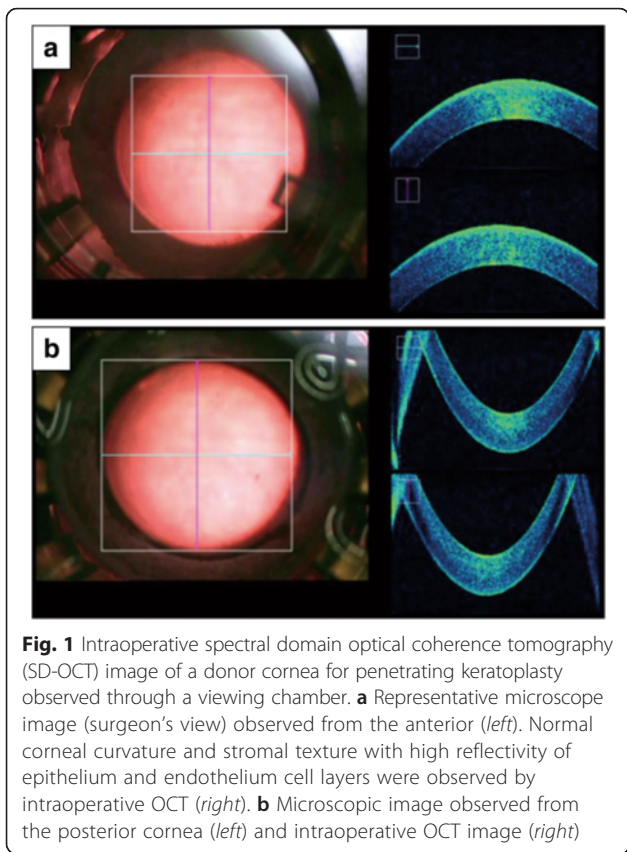 a
b
Fig. 1 Intraoperative spectral domain optical coherence tomography
(SD-OCT) image of a donor cornea for penetrating keratoplasty
observed through a viewing chamber. a Representative microscope
image (surgeon's view) observed from the anterior (left). Normal
corneal curvature and stromal texture with high reflectivity of
epithelium and endothelium cell layers were observed by
intraoperative OCT (right). b Microscopic image observed from
the posterior cornea (left) and intraoperative OCT image (right)